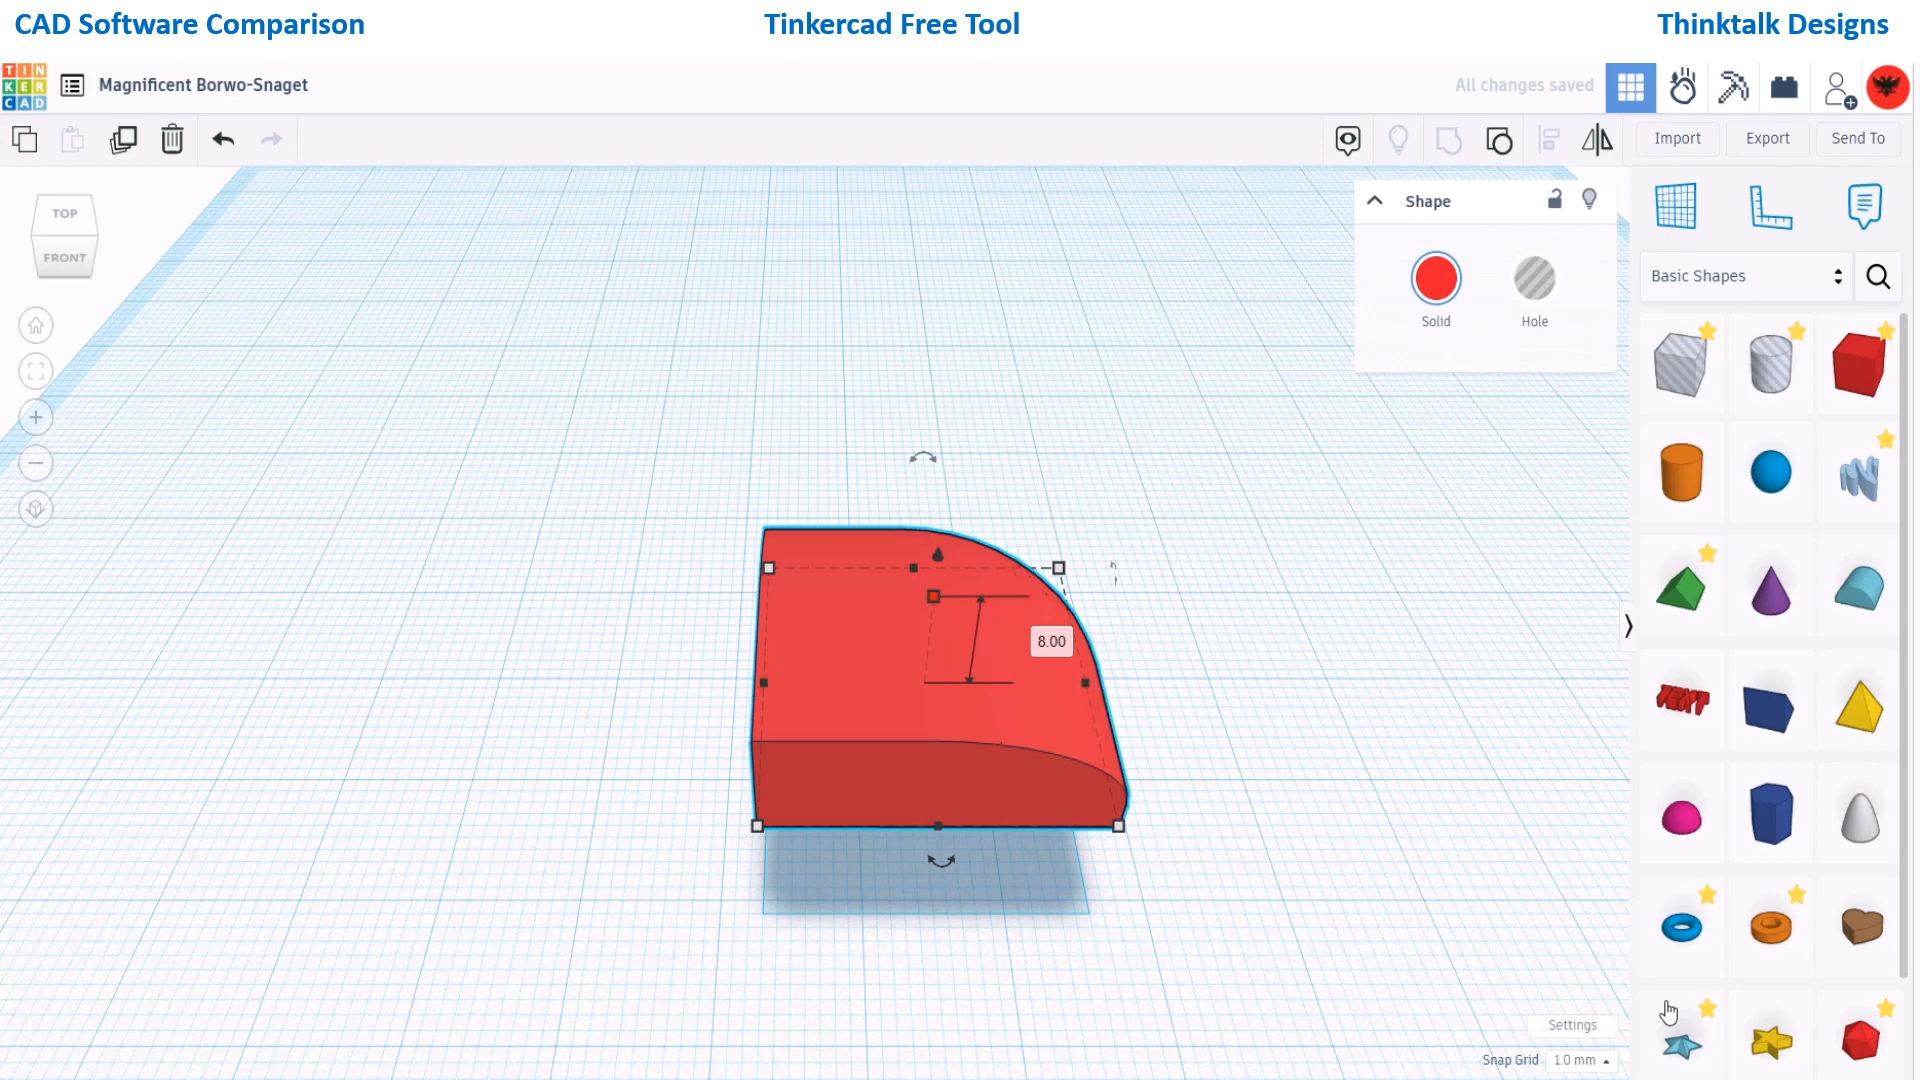 CAD Software Comparison
Tinkercad Free Tool
Thinktalk Designs
TIN
KER
CAD
Magnificent Borwo-Snaget
All changes saved
Import
Export
Send To
TOP
FRONT
Shape
Solid
Hole
Basic Shapes
8.00
TEXT
Settings
Snap Grid
1.0 mm